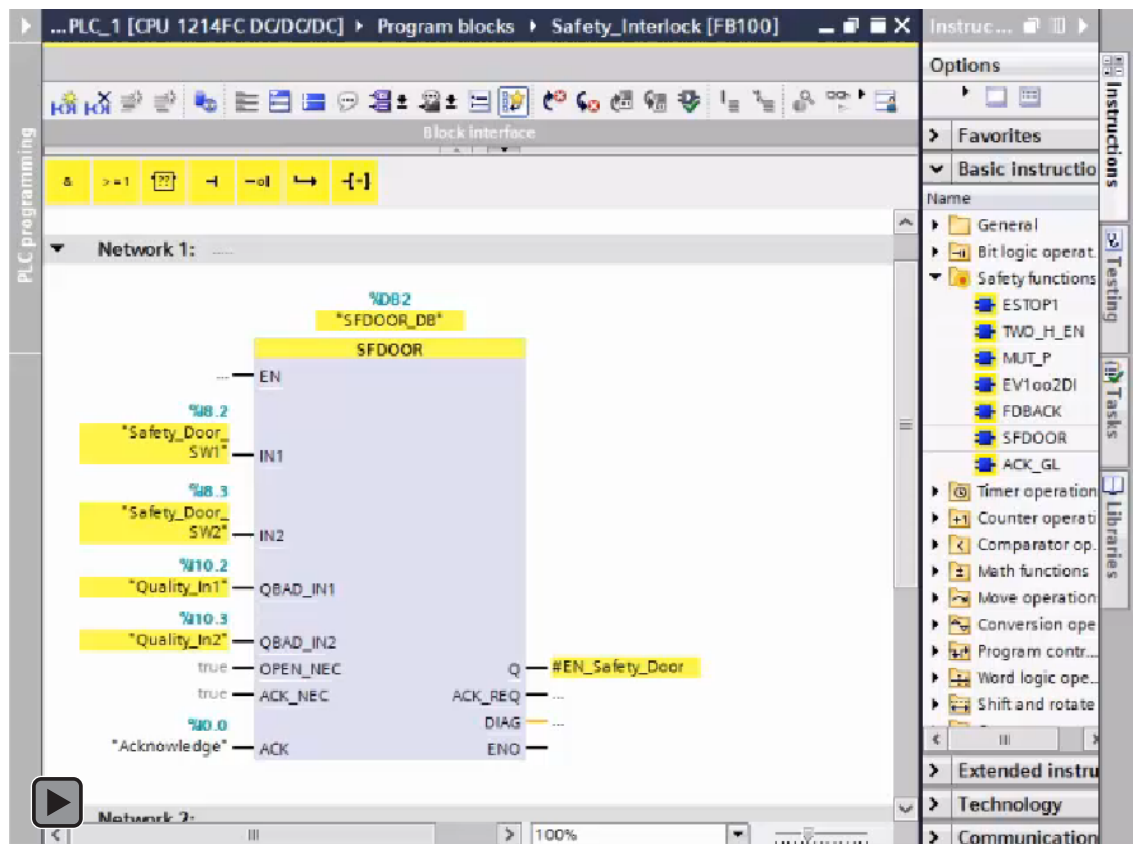 ...PLC_1 [CPU 1214FC DC/DC/DC] ▸ Program blocks ▸ Safety_Interlock [FB100]
Instruc...
Options
Block interface
Favorites
Basic instructio
& >=1 ??
Name
PLC programming
General
Bit logic operat.
Safety functions
ESTOP1
TWO_H_EN
MUT_P
EV1oo2DI
FDBACK
SFDOOR
ACK_GL
Timer operation
Counter operati
Comparator op.
Math functions
Move operation
Conversion ope
Program contr...
Word logic ope..
Shift and rotate
Extended instru
Technology
Communication
Instructions
Testing
Tasks
Libraries
Network 1: .....
%DB2
"SFDOOR_DB"
SFDOOR
... EN
%I8.2
"Safety_Door_
SW1" IN1
%I8.3
"Safety_Door_
SW2" IN2
%I10.2
"Quality_In1" QBAD_IN1
%I10.3
"Quality_In2" QBAD_IN2
true OPEN_NEC Q #EN_Safety_Door
true ACK_NEC ACK_REQ ...
DIAG ...
%I0.0
"Acknowledge" ACK ENO
Network 2:
100%